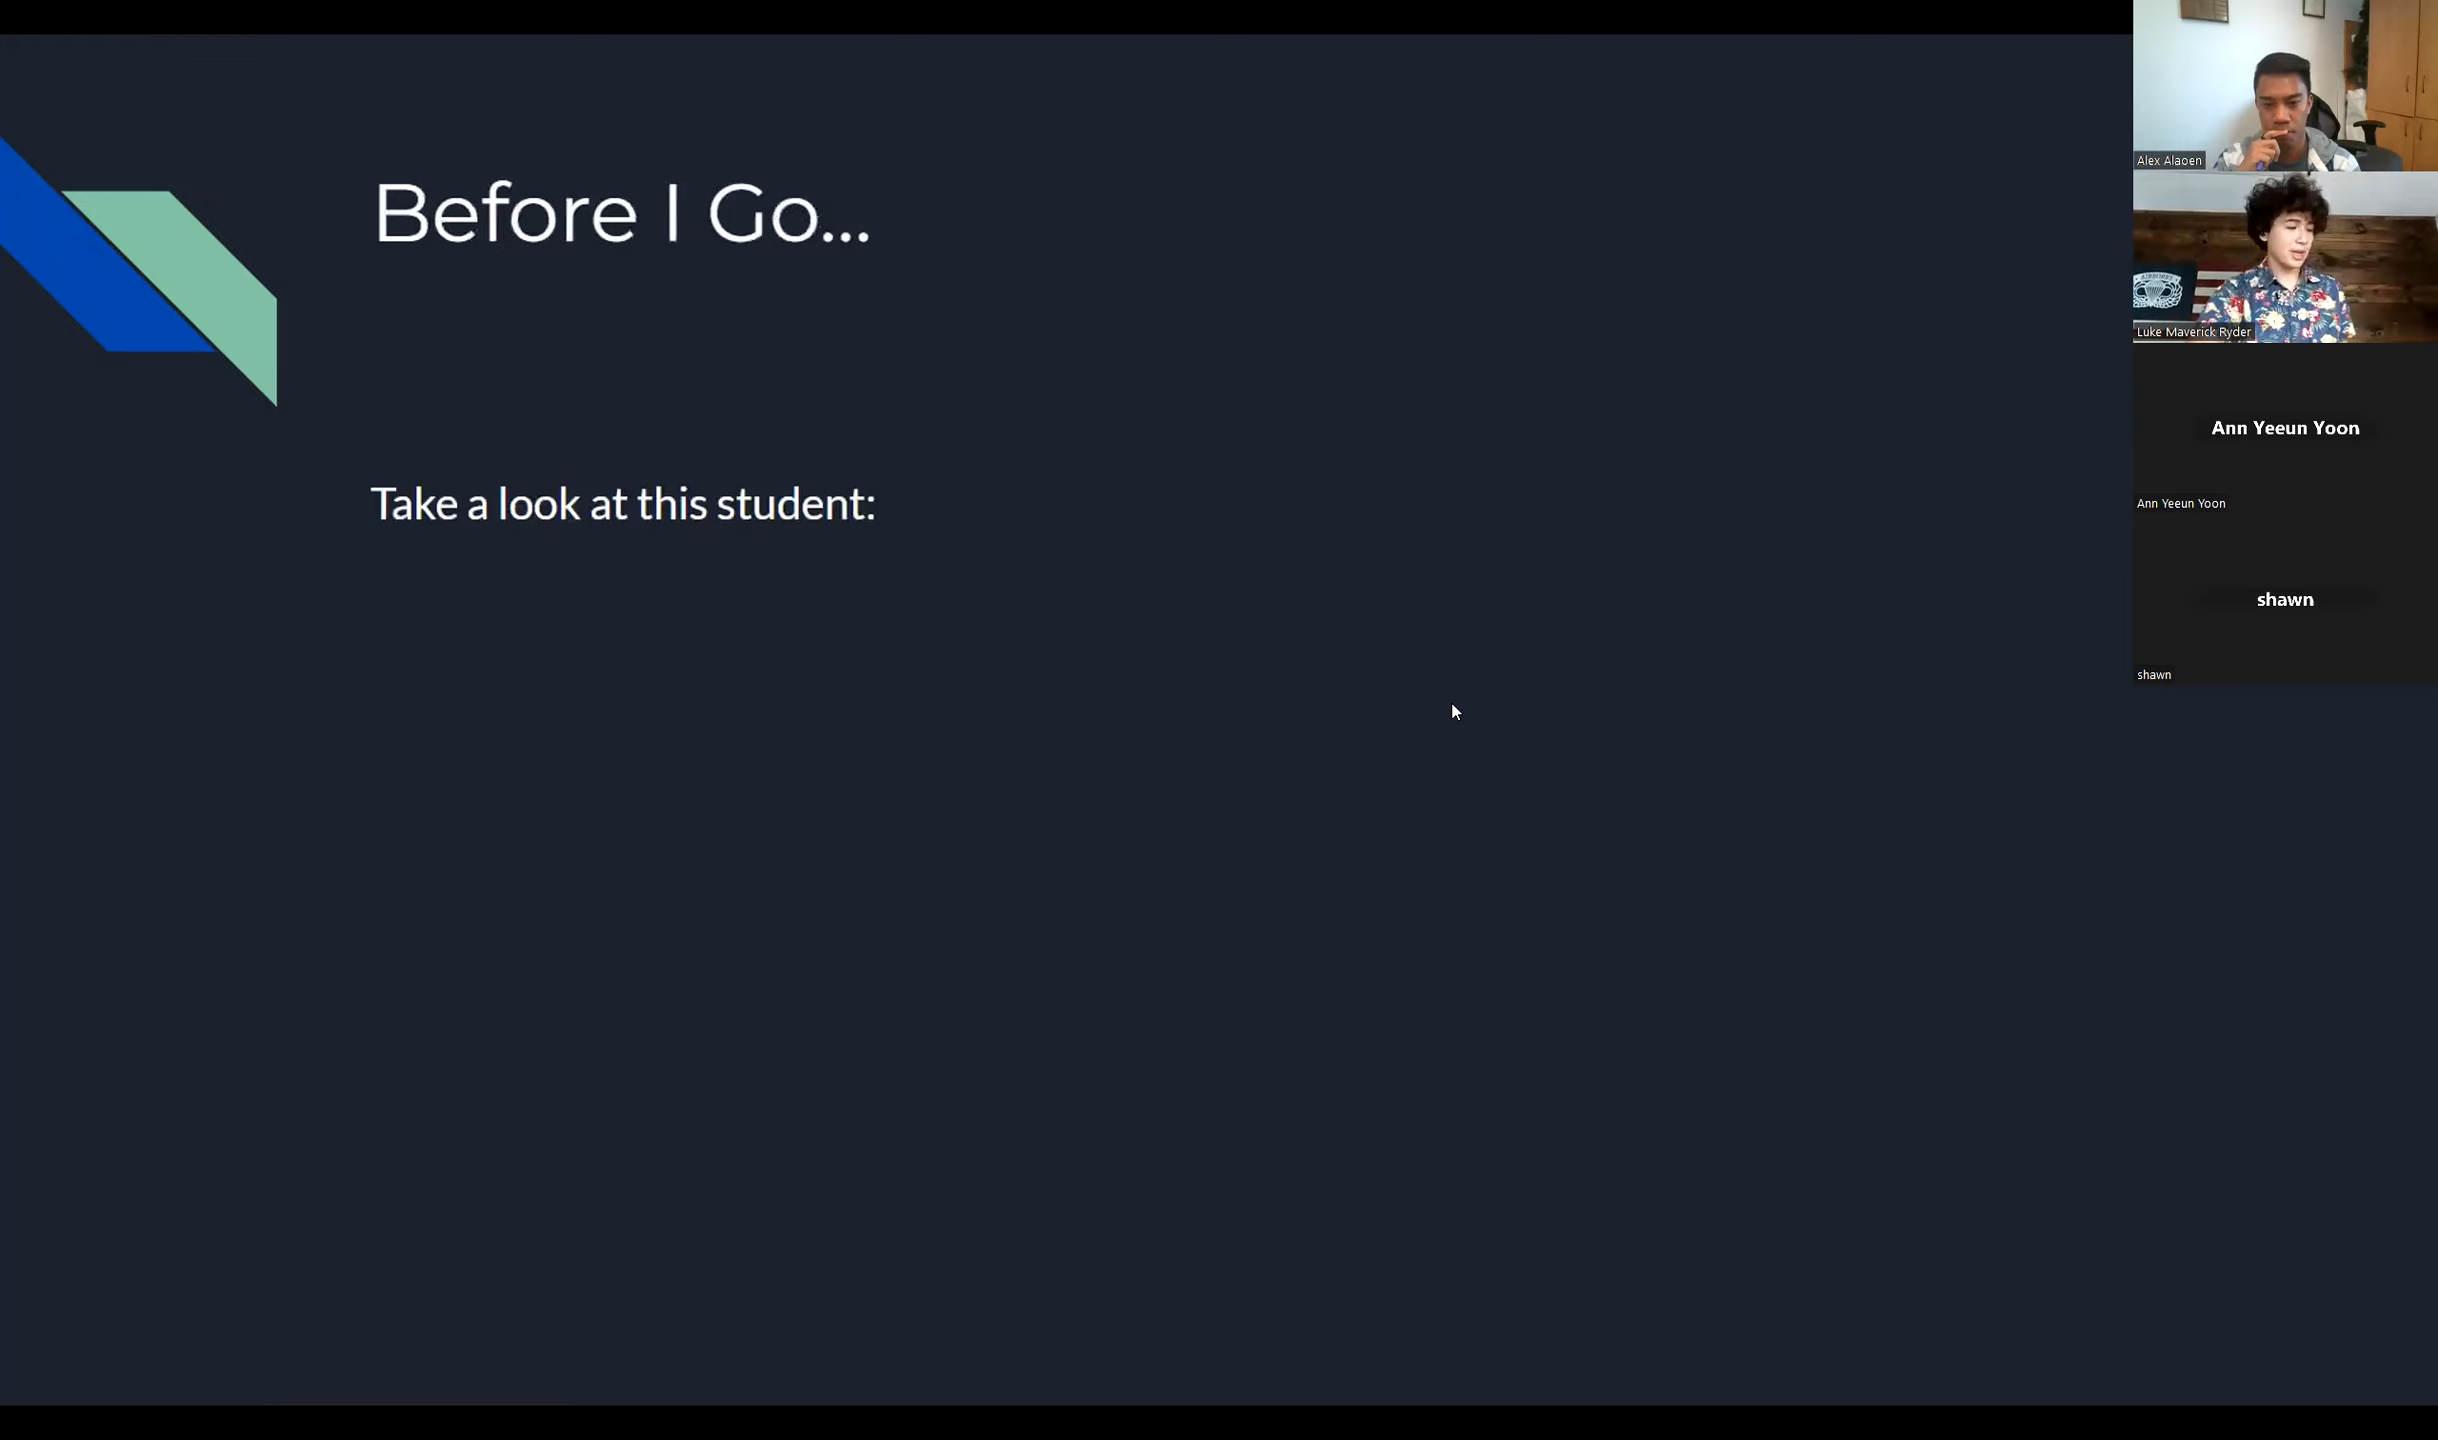 Before I Go...
Take a look at this student:
Alex Alaoen
AIRBORNE
Luke Maverick Ryder
Ann Yeeun Yoon
Ann Yeeun Yoon
shawn
shawn